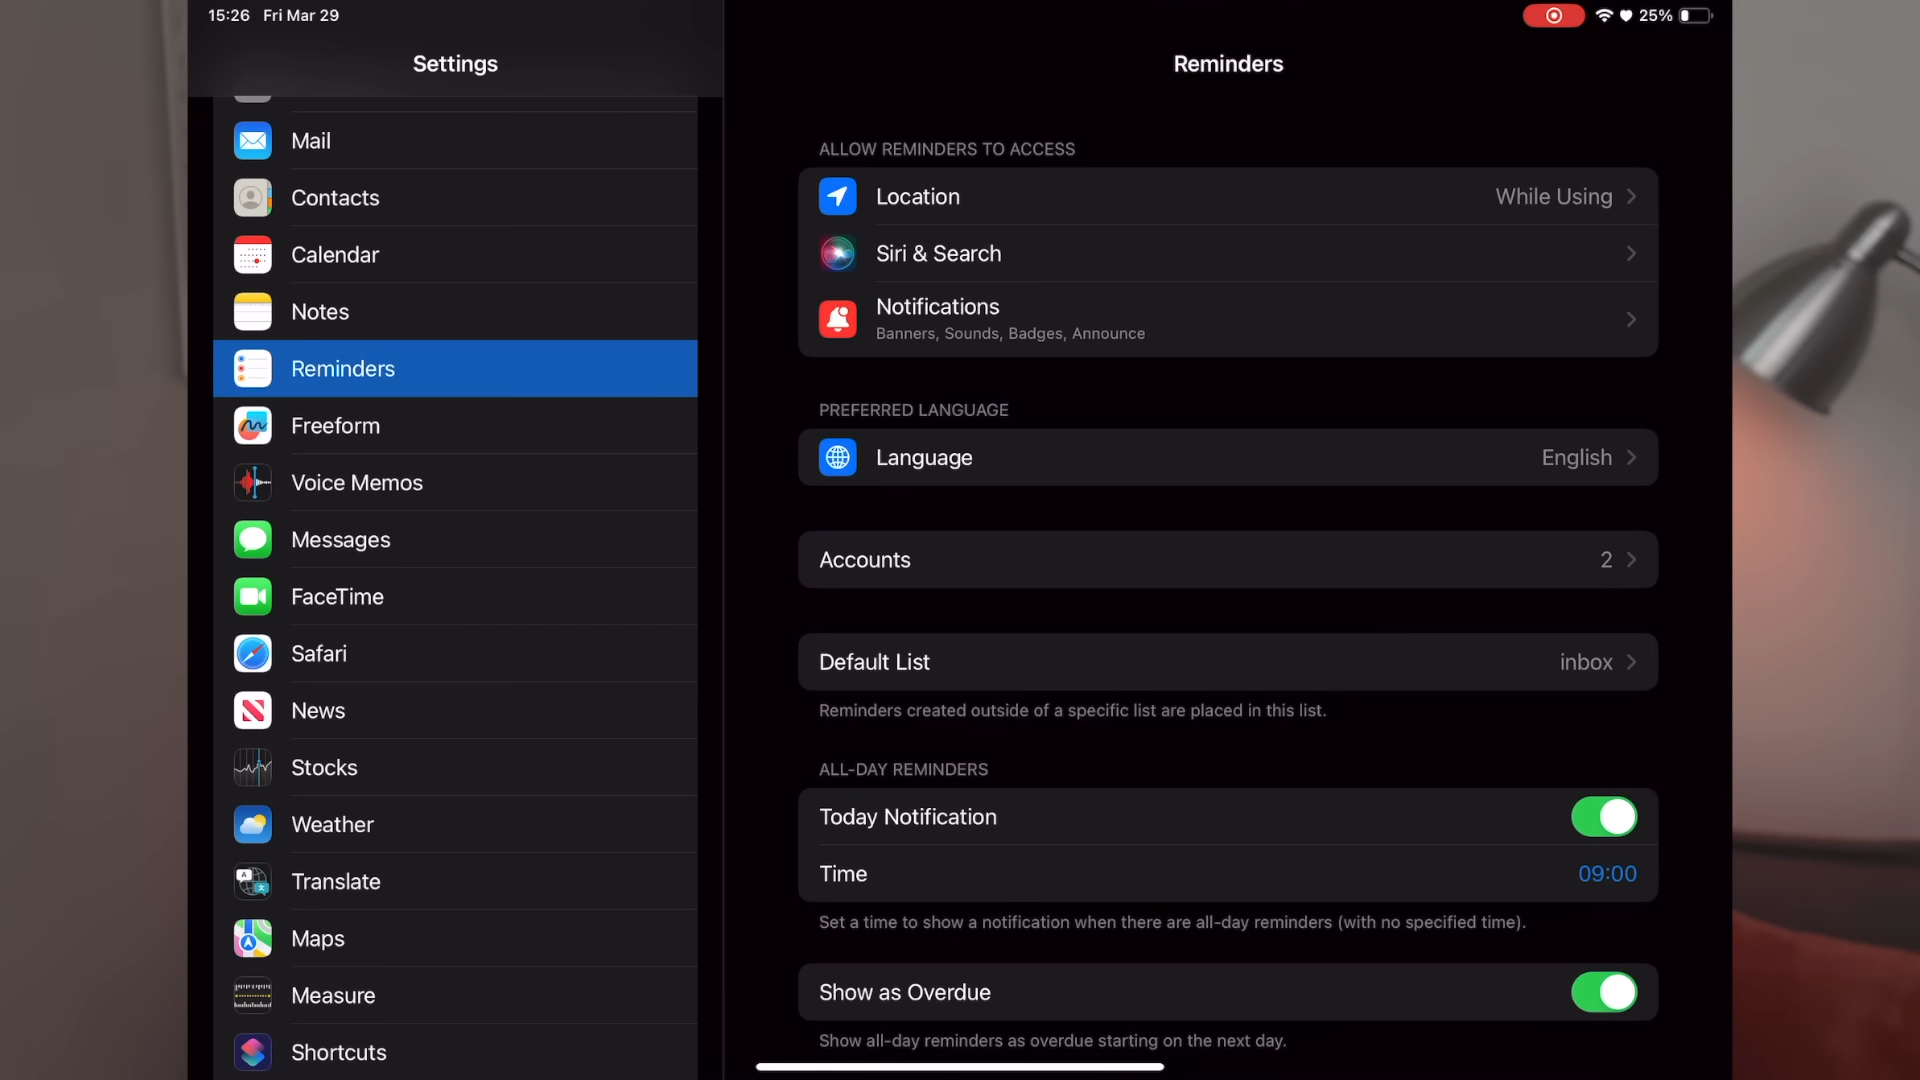 15:26 Fri Mar 29
25%
Settings
Mail
Contacts
Calendar
Notes
Reminders
Freeform
Voice Memos
Messages
FaceTime
Safari
News
Stocks
Weather
Translate
Maps
Measure
Shortcuts
Reminders
ALLOW REMINDERS TO ACCESS
Location While Using
Siri & Search
Notifications
Banners, Sounds, Badges, Announce
PREFERRED LANGUAGE
Language English
Accounts 2
Default List inbox
Reminders created outside of a specific list are placed in this list.
ALL-DAY REMINDERS
Today Notification
Time 09:00
Set a time to show a notification when there are all-day reminders (with no specified time).
Show as Overdue
Show all-day reminders as overdue starting on the next day.